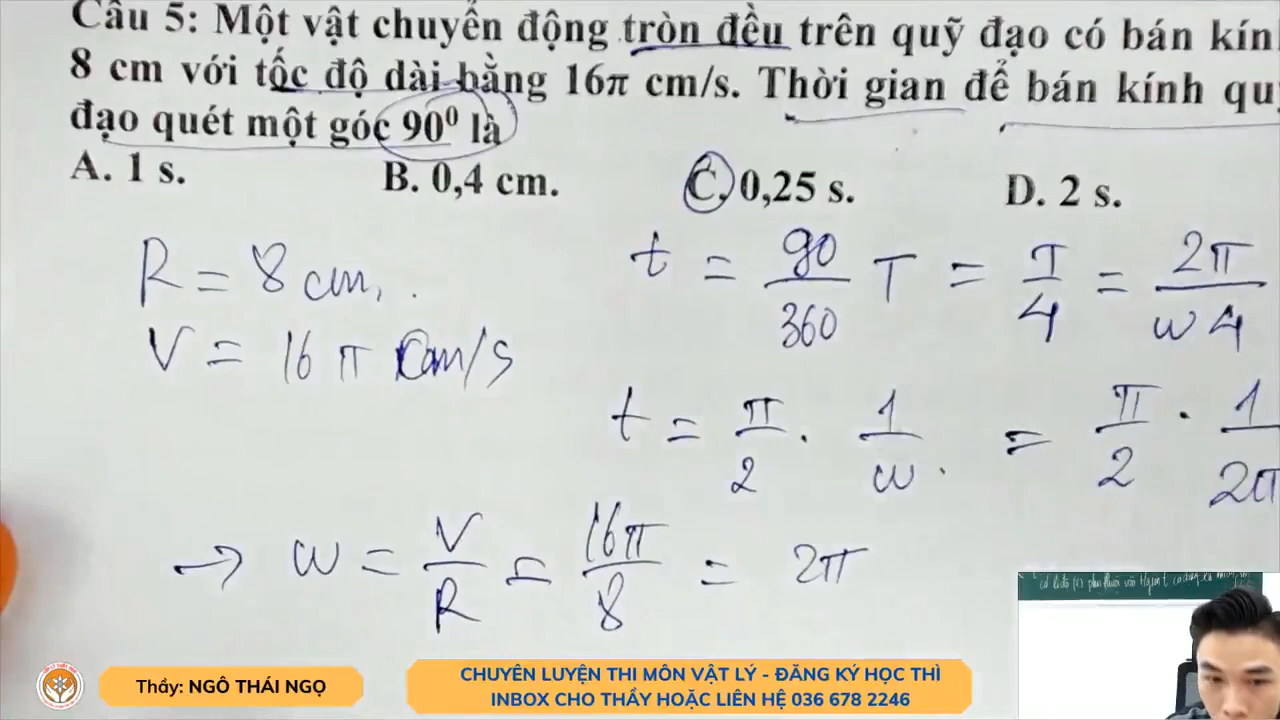 Câu 5: Một vật chuyển động tròn đều trên quỹ đạo có bán kín
8 cm với tốc độ dài bằng 16π cm/s. Thời gian để bán kính quỹ
đạo quét một góc 90⁰ là
A. 1 s. B. 0,4 cm. C. 0,25 s. D. 2 s.
R = 8 cm.
V = 16π cm/s
t = 90/360 T = T/4 = 2π/ω4
t = π/2 . 1/ω. = π/2 . 1/2π
→ ω = V/R = 16π/8 = 2π
Thầy: NGÔ THÁI NGỌ
CHUYÊN LUYỆN THI MÔN VẬT LÝ - ĐĂNG KÝ HỌC THÌ
INBOX CHO THẦY HOẶC LIÊN HỆ 036 678 2246